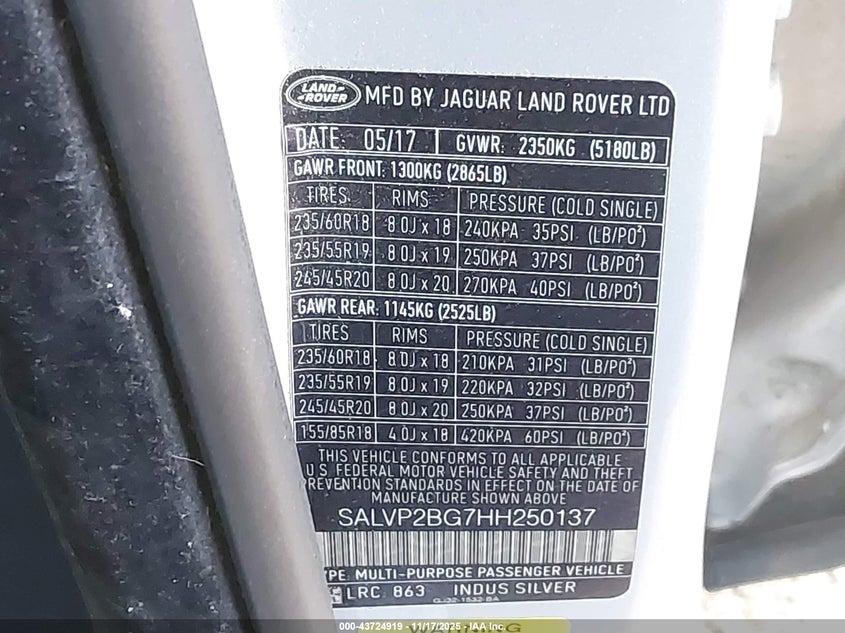 LAND ROVER MFD BY JAGUAR LAND ROVER LTD
DATE: 05/17 GVWR: 2350KG (5180LB)
GAWR FRONT: 1300KG (2865LB)
TIRES RIMS PRESSURE (COLD SINGLE)
235/60R18 8.0J x 18 240KPA 35PSI (LB/PO²)
235/55R19 8.0J x 19 250KPA 37PSI (LB/PO²)
245/45R20 8.0J x 20 270KPA 40PSI (LB/PO²)
GAWR REAR: 1145KG (2525LB)
TIRES RIMS PRESSURE (COLD SINGLE)
235/60R18 8.0J x 18 210KPA 31PSI (LB/PO²)
235/55R19 8.0J x 19 220KPA 32PSI (LB/PO²)
245/45R20 8.0J x 20 250KPA 37PSI (LB/PO²)
155/85R18 4.0J x 18 420KPA 60PSI (LB/PO²)
THIS VEHICLE CONFORMS TO ALL APPLICABLE
U.S. FEDERAL MOTOR VEHICLE SAFETY AND THEFT
PREVENTION STANDARDS IN EFFECT ON THE DATE OF
MANUFACTURE SHOWN ABOVE.
SALVP2BG7HH250137
TYPE: MULTI-PURPOSE PASSENGER VEHICLE
LRC 863 INDUS SILVER
000-43724919 - 11/17/2025 - IAA Inc.